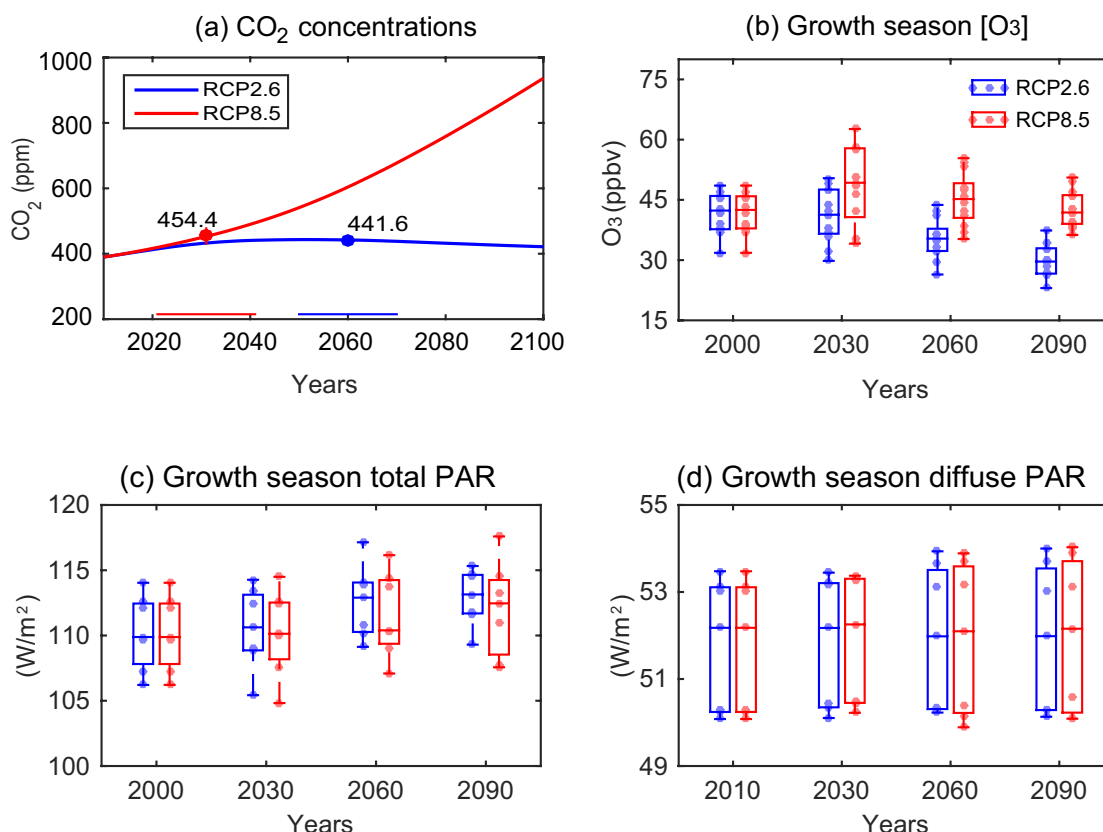 (a) CO₂ concentrations
1000
800
600
400
200
CO₂ (ppm)
RCP2.6
RCP8.5
454.4
441.6
2020 2040 2060 2080 2100
Years
(b) Growth season [O₃]
75
60
45
30
15
O₃ (ppbv)
RCP2.6
RCP8.5
2000 2030 2060 2090
Years
(c) Growth season total PAR
120
115
110
105
100
(W/m²)
2000 2030 2060 2090
Years
(d) Growth season diffuse PAR
55
53
51
49
(W/m²)
2010 2030 2060 2090
Years